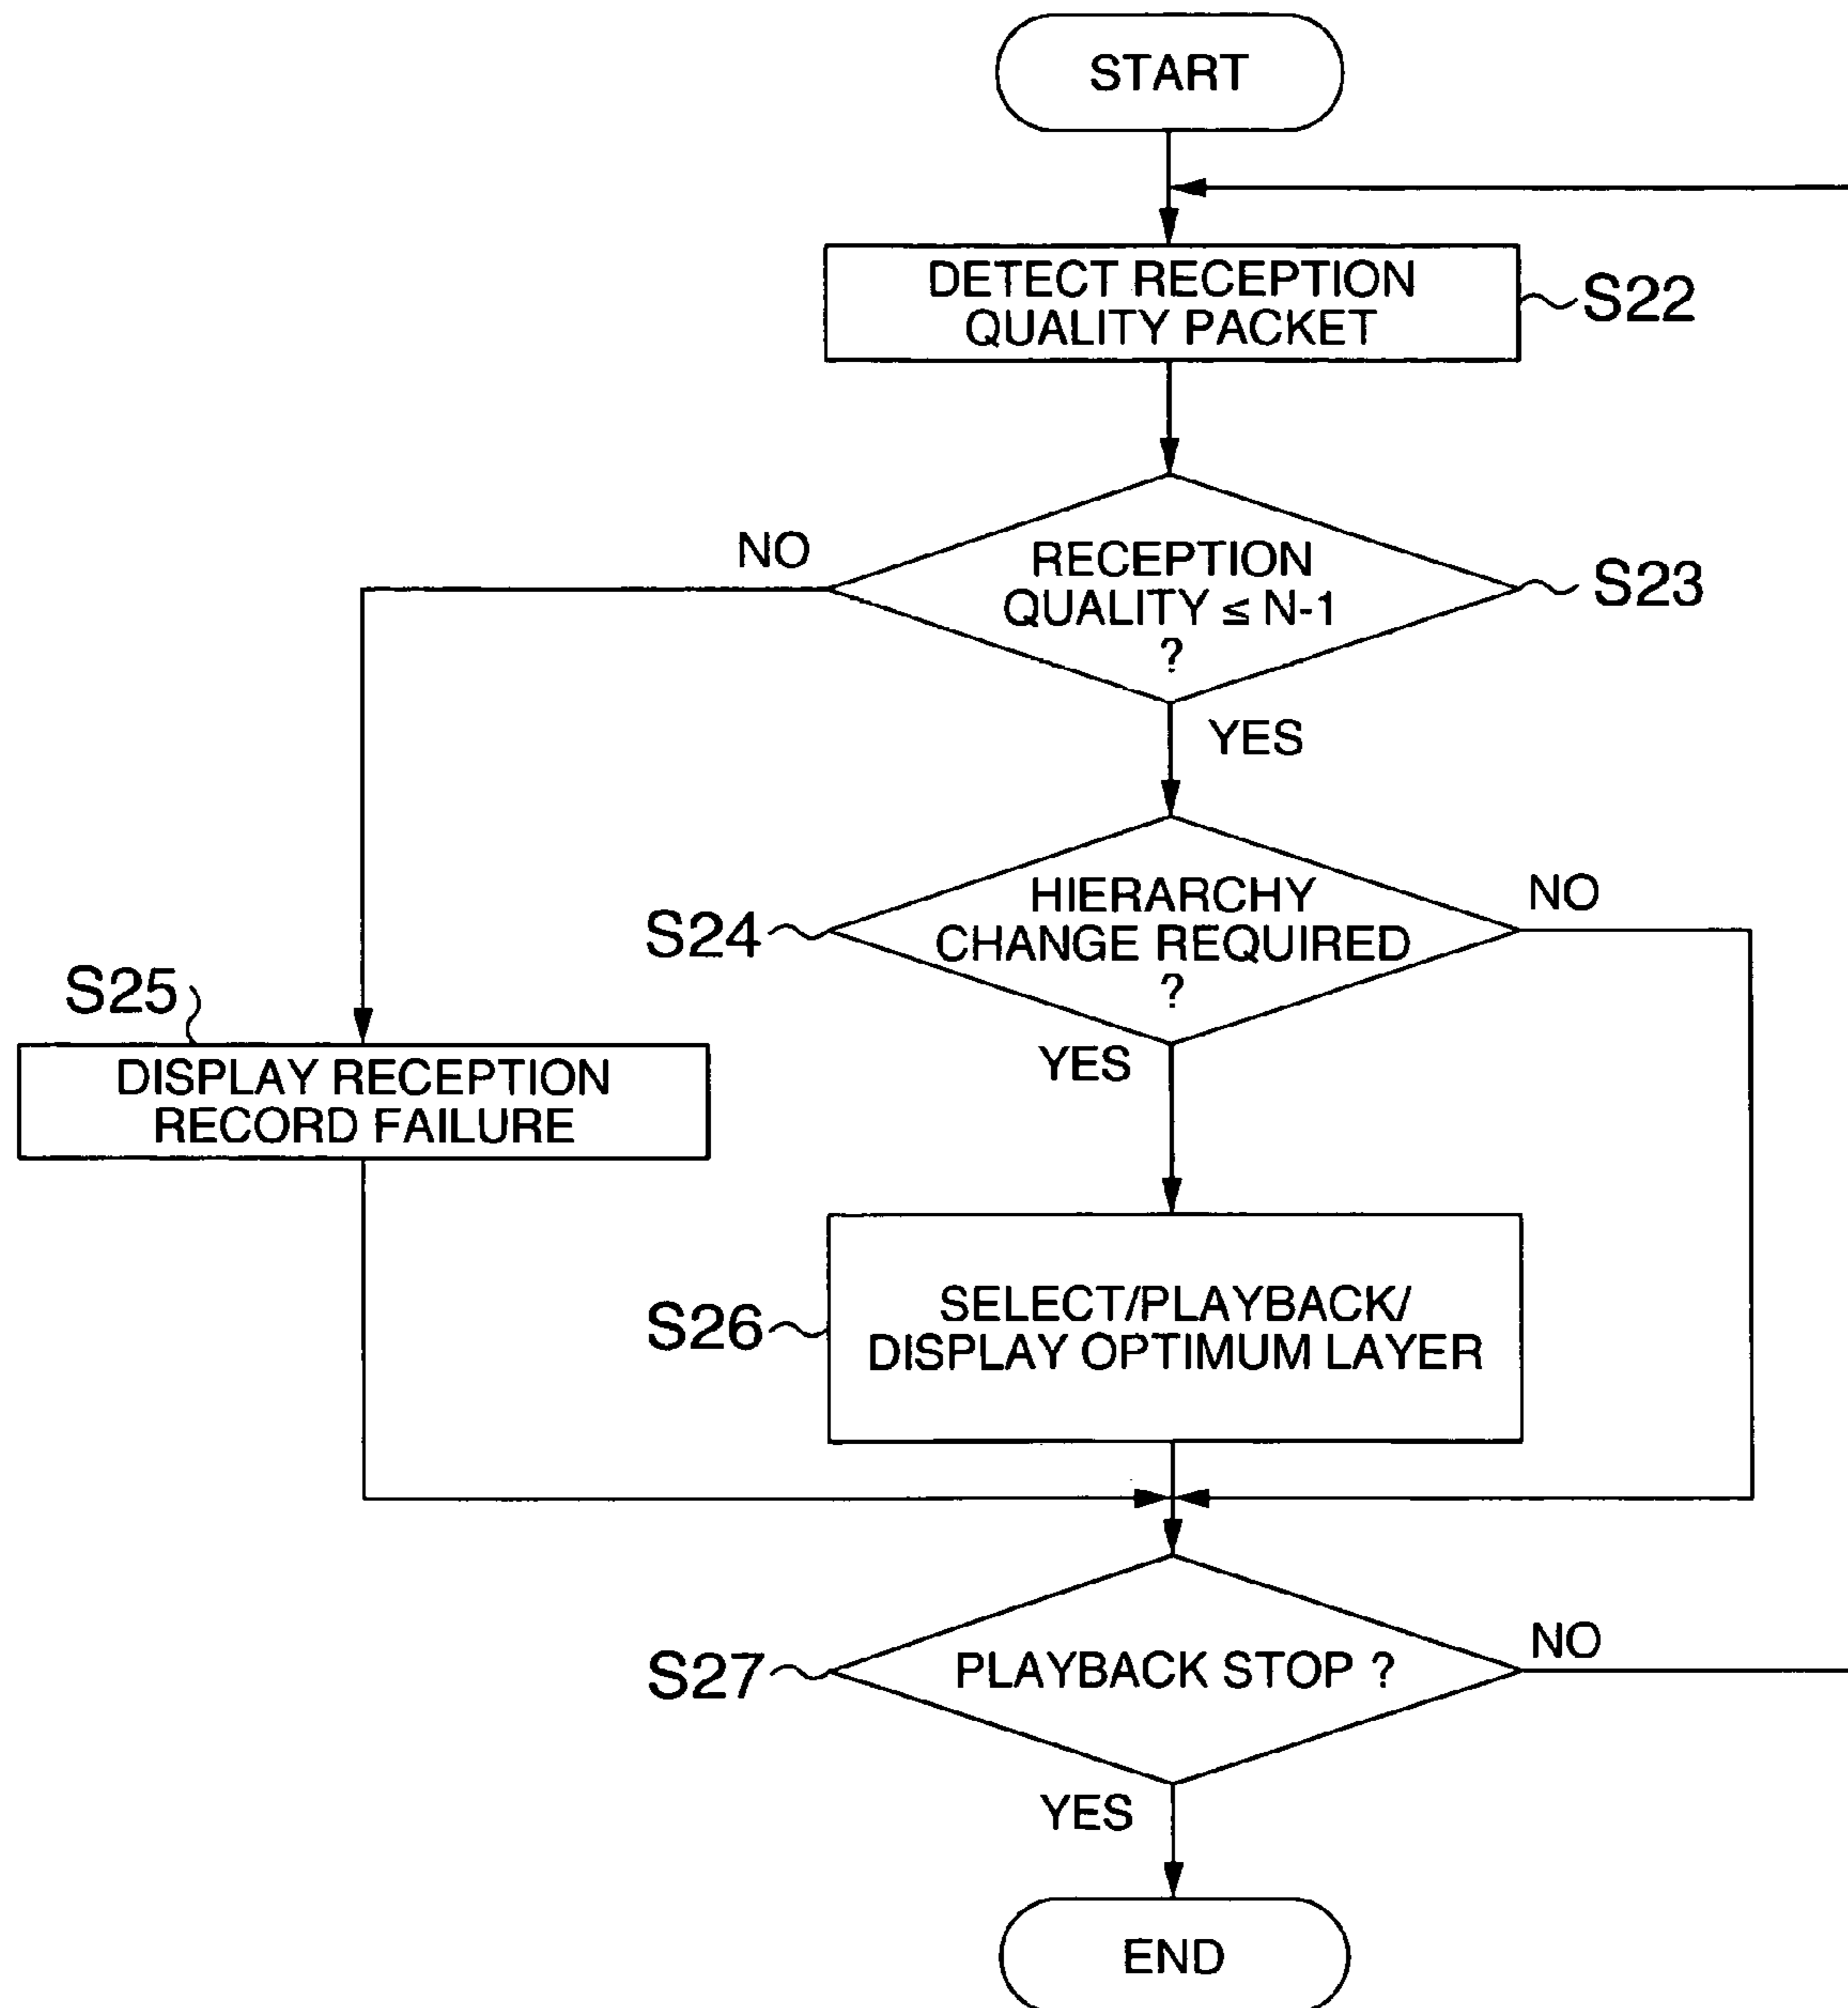 START
DETECT RECEPTION
QUALITY PACKET
S22
NO
RECEPTION
QUALITY ≤ N-1
?
S23
YES
HIERARCHY
CHANGE REQUIRED
?
NO
S24
S25
YES
DISPLAY RECEPTION
RECORD FAILURE
SELECT/PLAYBACK/
DISPLAY OPTIMUM LAYER
S26
PLAYBACK STOP ?
NO
S27
YES
END